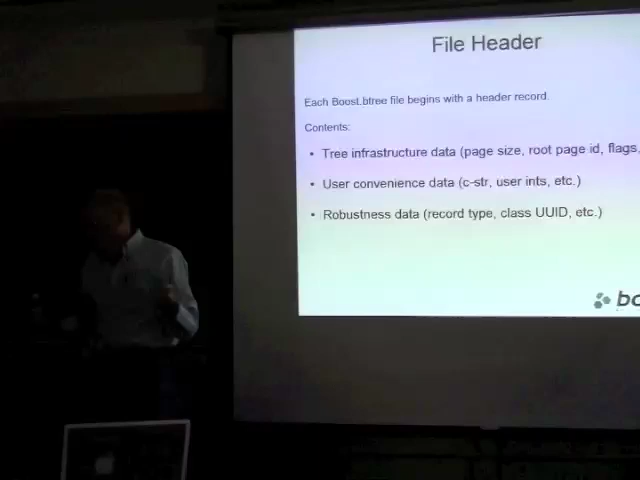 File Header
Each Boost.btree file begins with a header record.
Contents:
• Tree infrastructure data (page size, root page id, flags,
• User convenience data (c-str, user ints, etc.)
• Robustness data (record type, class UUID, etc.)
bo